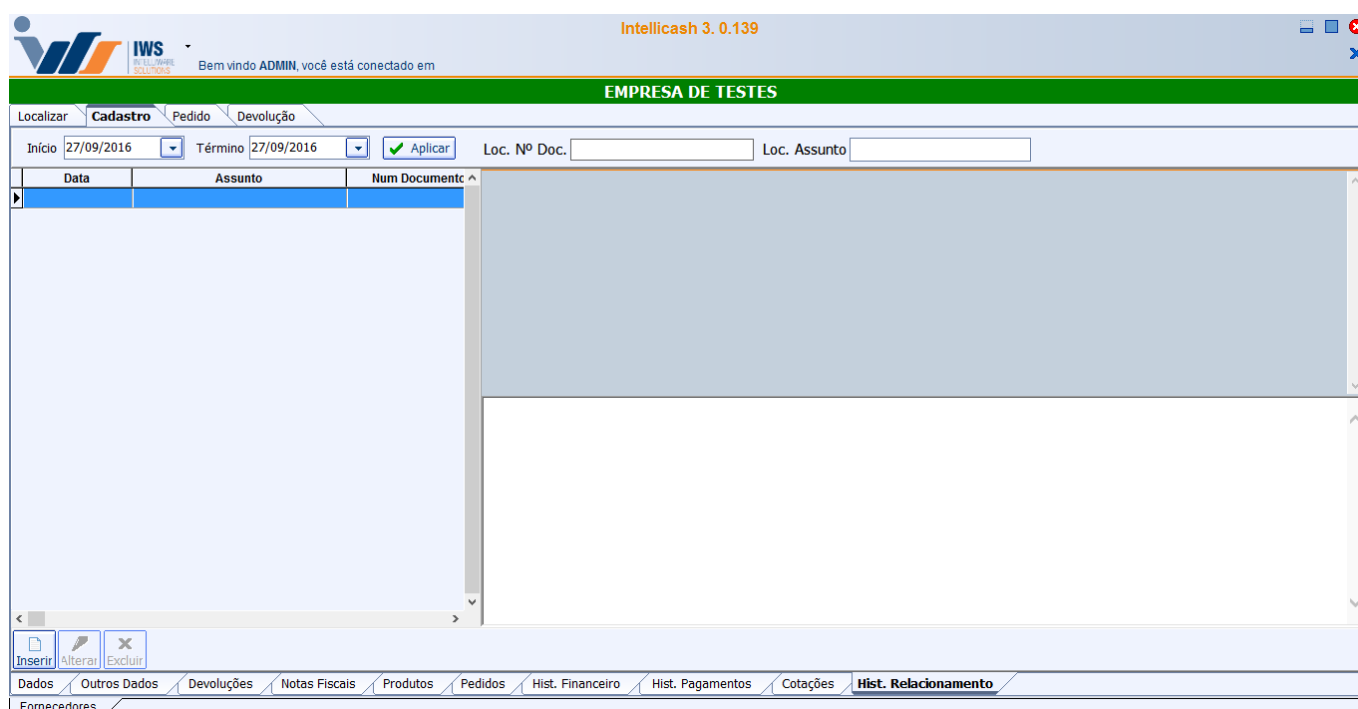 Intellicash 3. 0.139
IWS
INTELLIWARE
SOLUTIONS
Bem vindo ADMIN, você está conectado em
EMPRESA DE TESTES
Localizar Cadastro Pedido Devolução
Início 27/09/2016 Término 27/09/2016 Aplicar Loc. Nº Doc. Loc. Assunto
Data Assunto Num Documento
Inserir Alterar Excluir
Dados Outros Dados Devoluções Notas Fiscais Produtos Pedidos Hist. Financeiro Hist. Pagamentos Cotações Hist. Relacionamento
Fornecedores